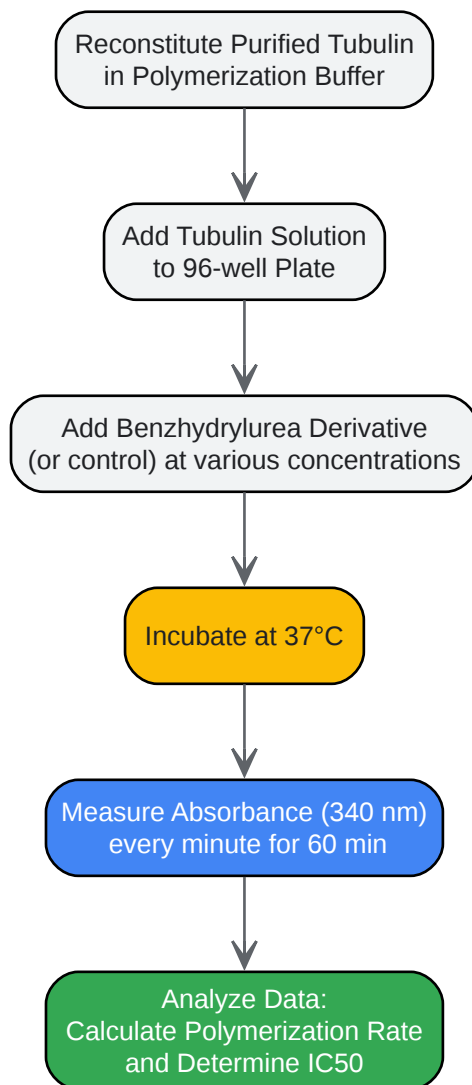 Reconstitute Purified Tubulin
in Polymerization Buffer
Add Tubulin Solution
to 96-well Plate
Add Benzhydrylurea Derivative
(or control) at various concentrations
Incubate at 37°C
Measure Absorbance (340 nm)
every minute for 60 min
Analyze Data:
Calculate Polymerization Rate
and Determine IC50